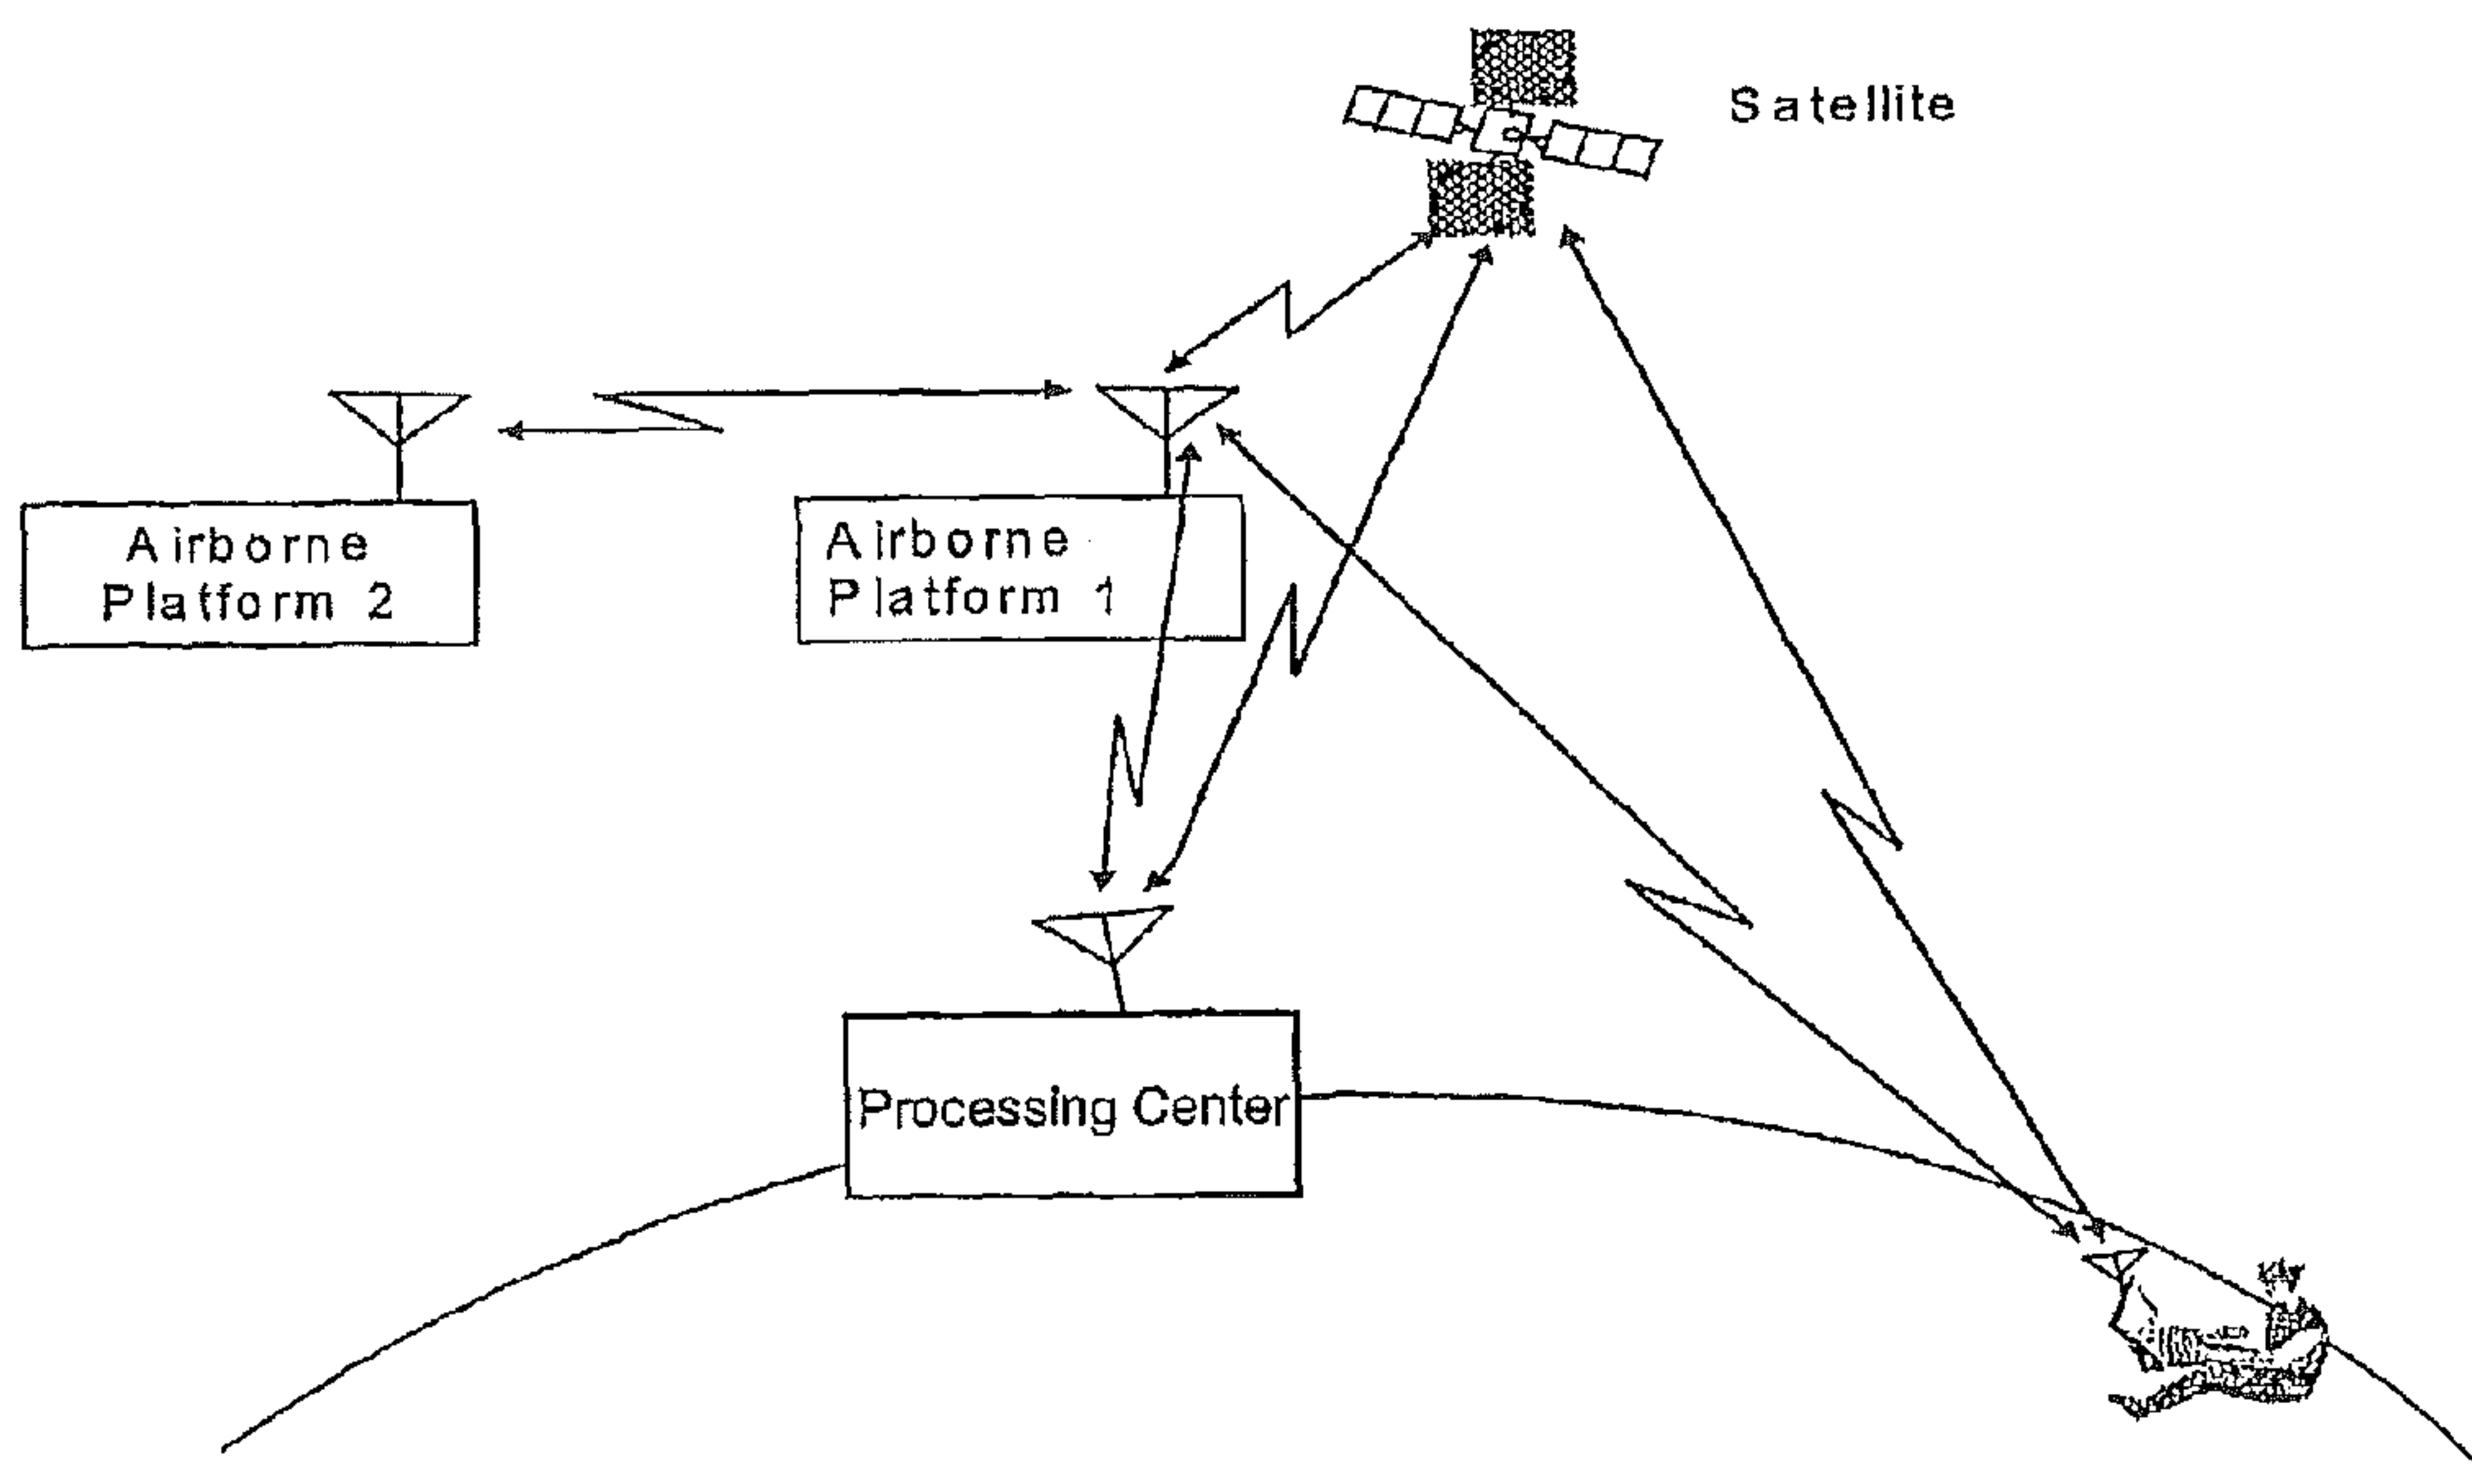 Satellite
Airborne
Platform 2
Airborne
Platform 1
Processing Center